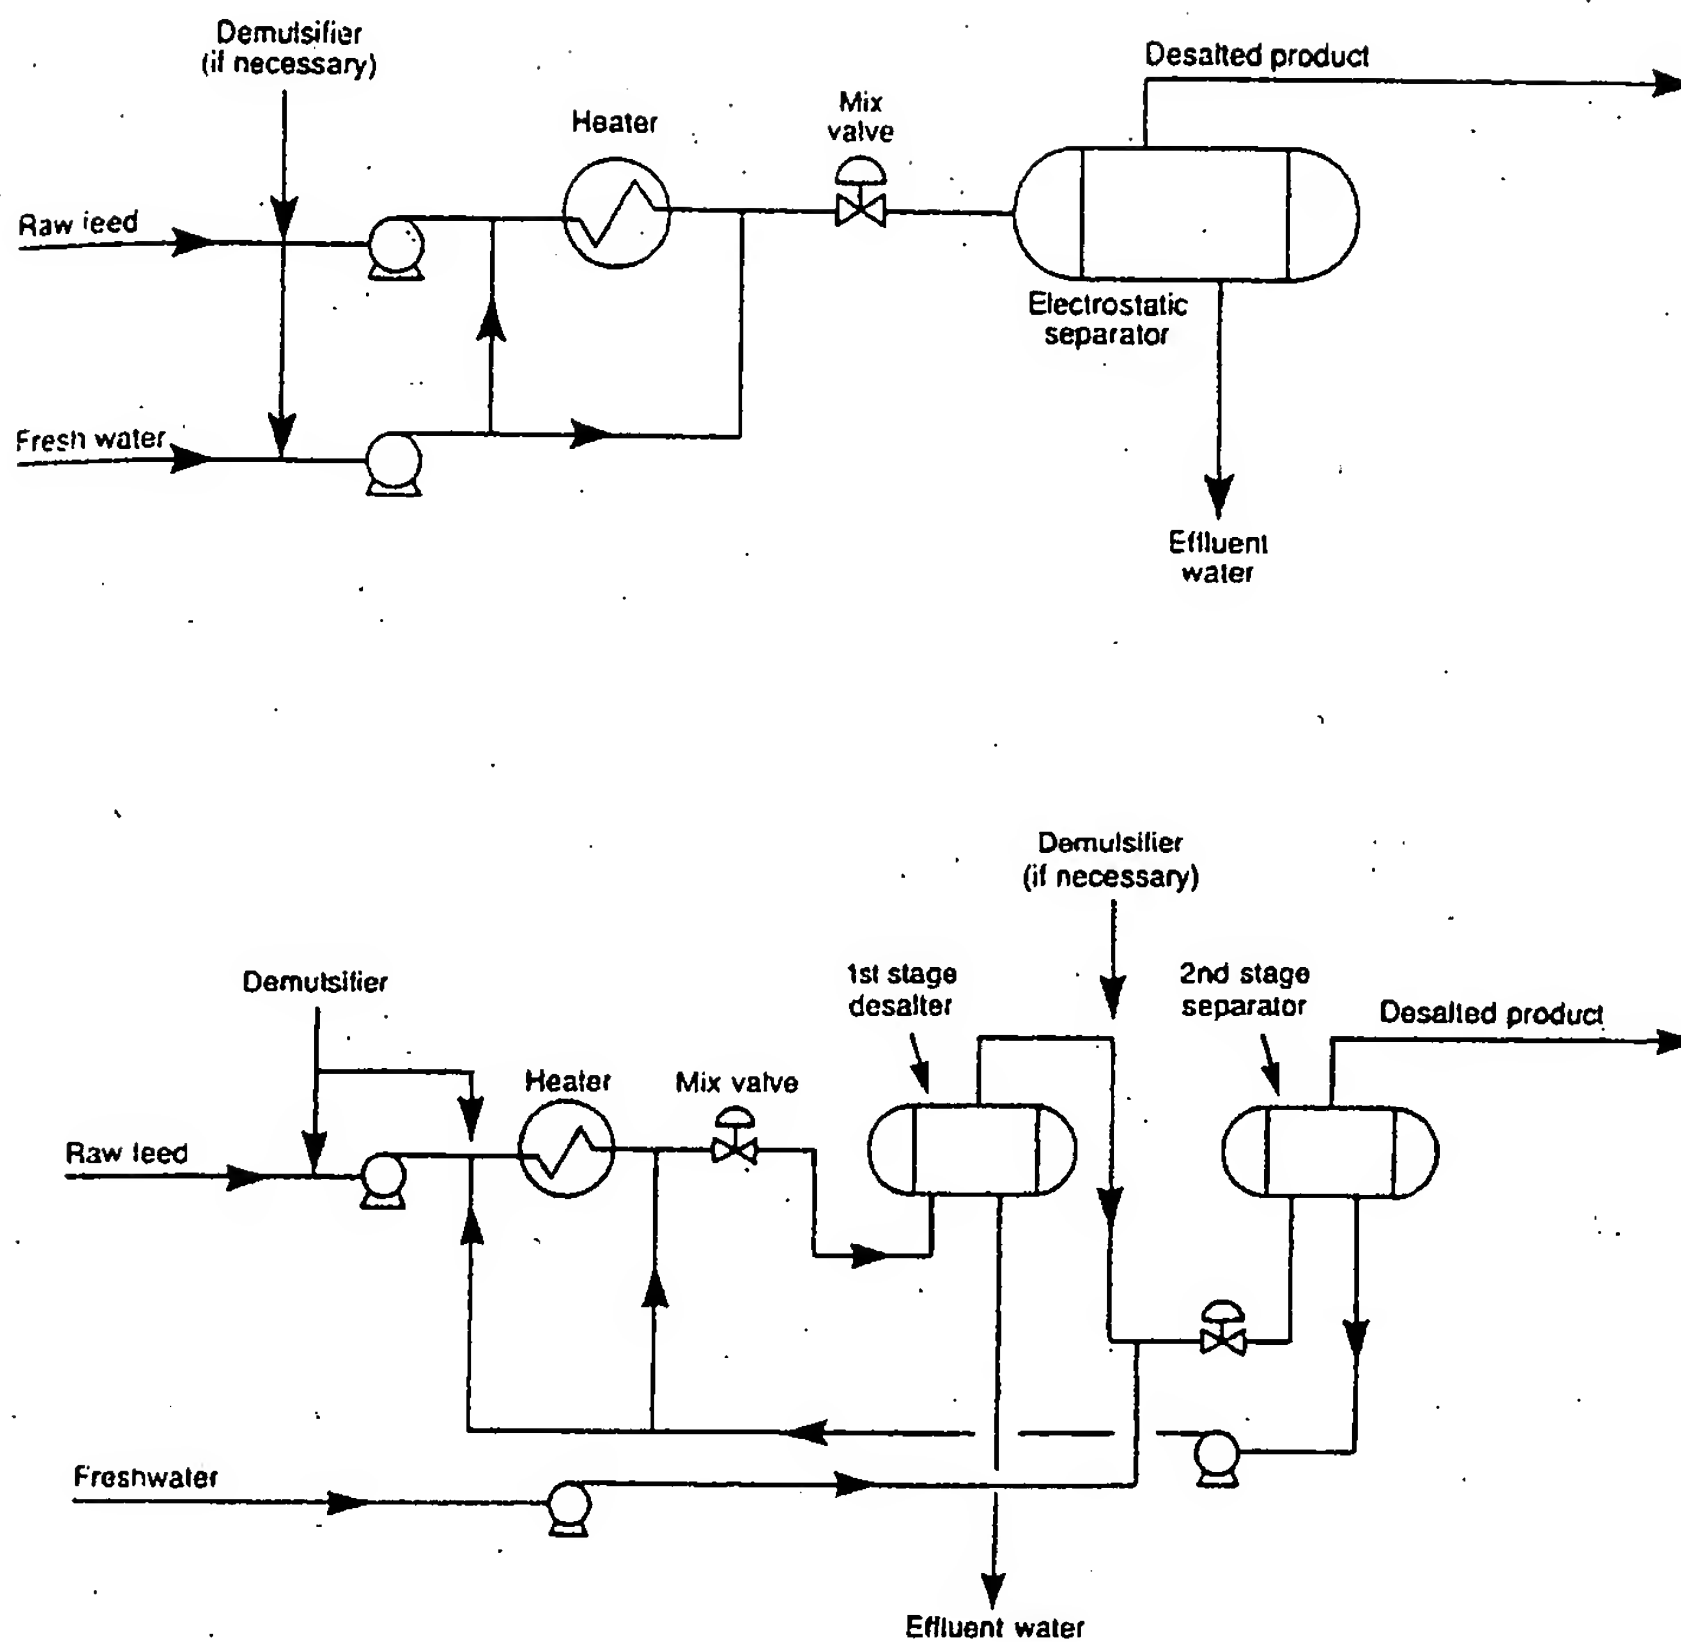 Demulsifier
(if necessary)
Desalted product
Mix
valve
Heater
Raw feed
Electrostatic
separator
Fresh water
Effluent
water
Demulsifier
(if necessary)
1st stage
desalter
2nd stage
separator
Demulsifier
Desalted product
Heater
Mix valve
Raw feed
Freshwater
Effluent water